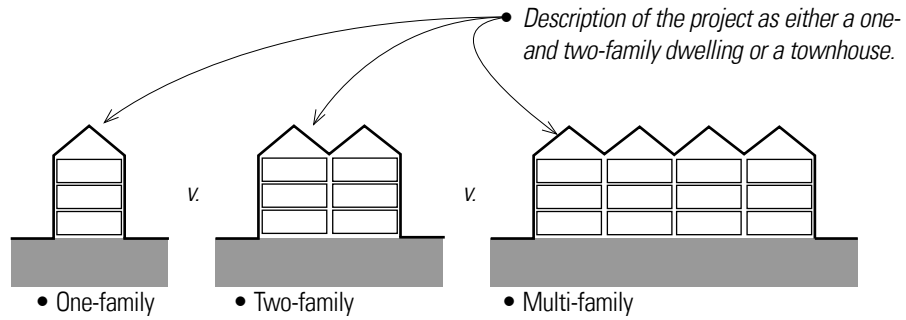 • Description of the project as either a one-
and two-family dwelling or a townhouse.
v.
v.
• One-family
• Two-family
• Multi-family